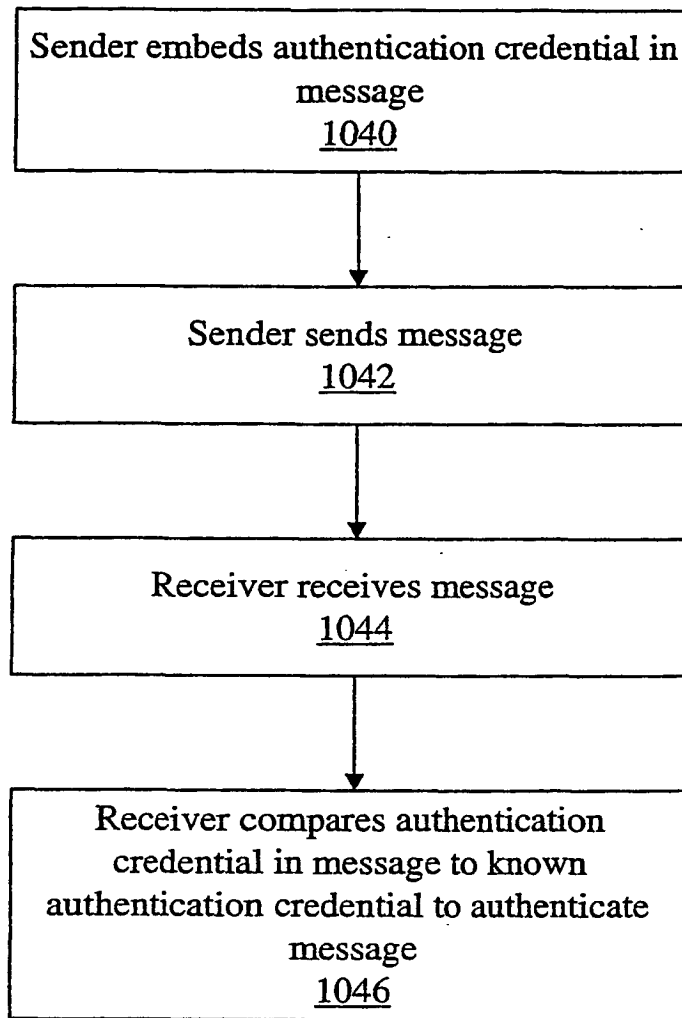 Sender embeds authentication credential in
message
1040
Sender sends message
1042
Receiver receives message
1044
Receiver compares authentication
credential in message to known
authentication credential to authenticate
message
1046